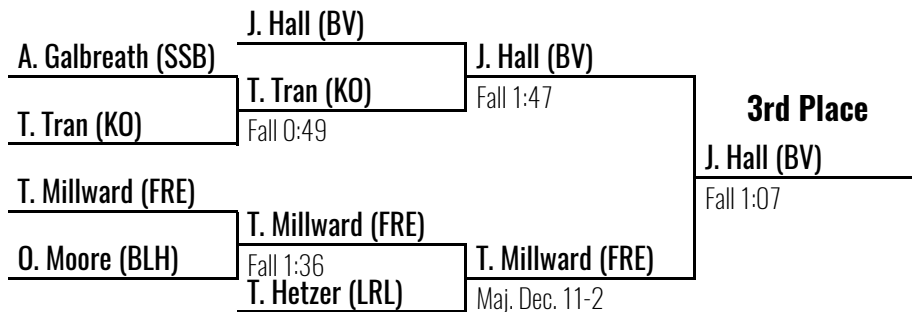 J. Hall (BV)
A. Galbreath (SSB)
J. Hall (BV)
T. Tran (KO)
Fall 1:47
3rd Place
T. Tran (KO)
Fall 0:49
J. Hall (BV)
T. Millward (FRE)
Fall 1:07
T. Millward (FRE)
O. Moore (BLH)
Fall 1:36
T. Millward (FRE)
T. Hetzer (LRL)
Maj. Dec. 11-2